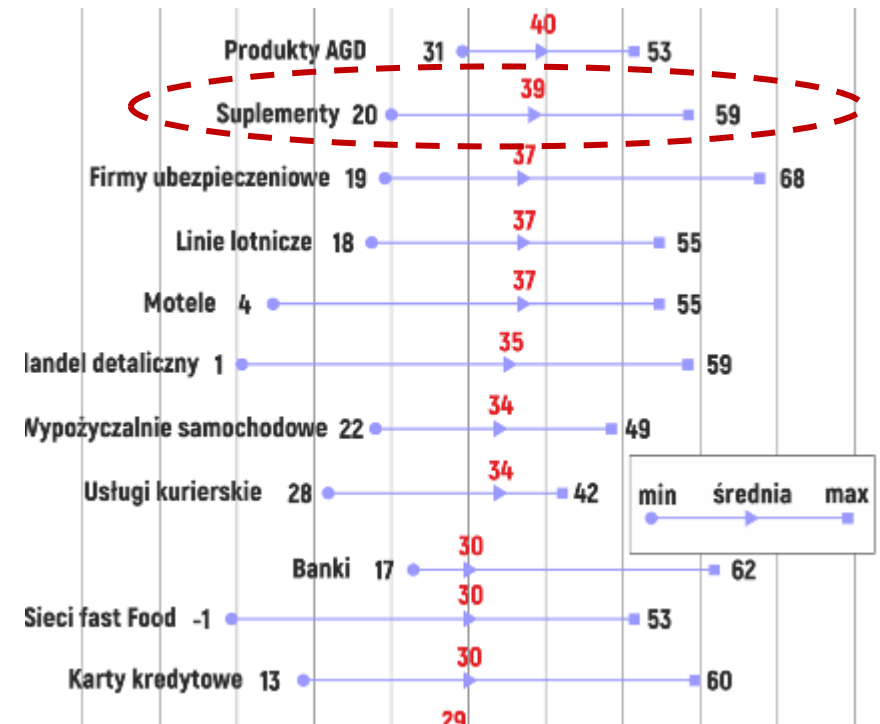 40
Produkty AGD 31 53
39
Suplementy 20 59
37
Firmy ubezpieczeniowe 19 68
37
Linie lotnicze 18 55
37
Motele 4 55
35
detaliczny 1 59
34
samochodowe 22 49
34
Usługi kurierskie 28 42
min średnia max
30
Banki 17 62
30
Sieci fast Food -1 53
30
Karty kredytowe 13 60
29